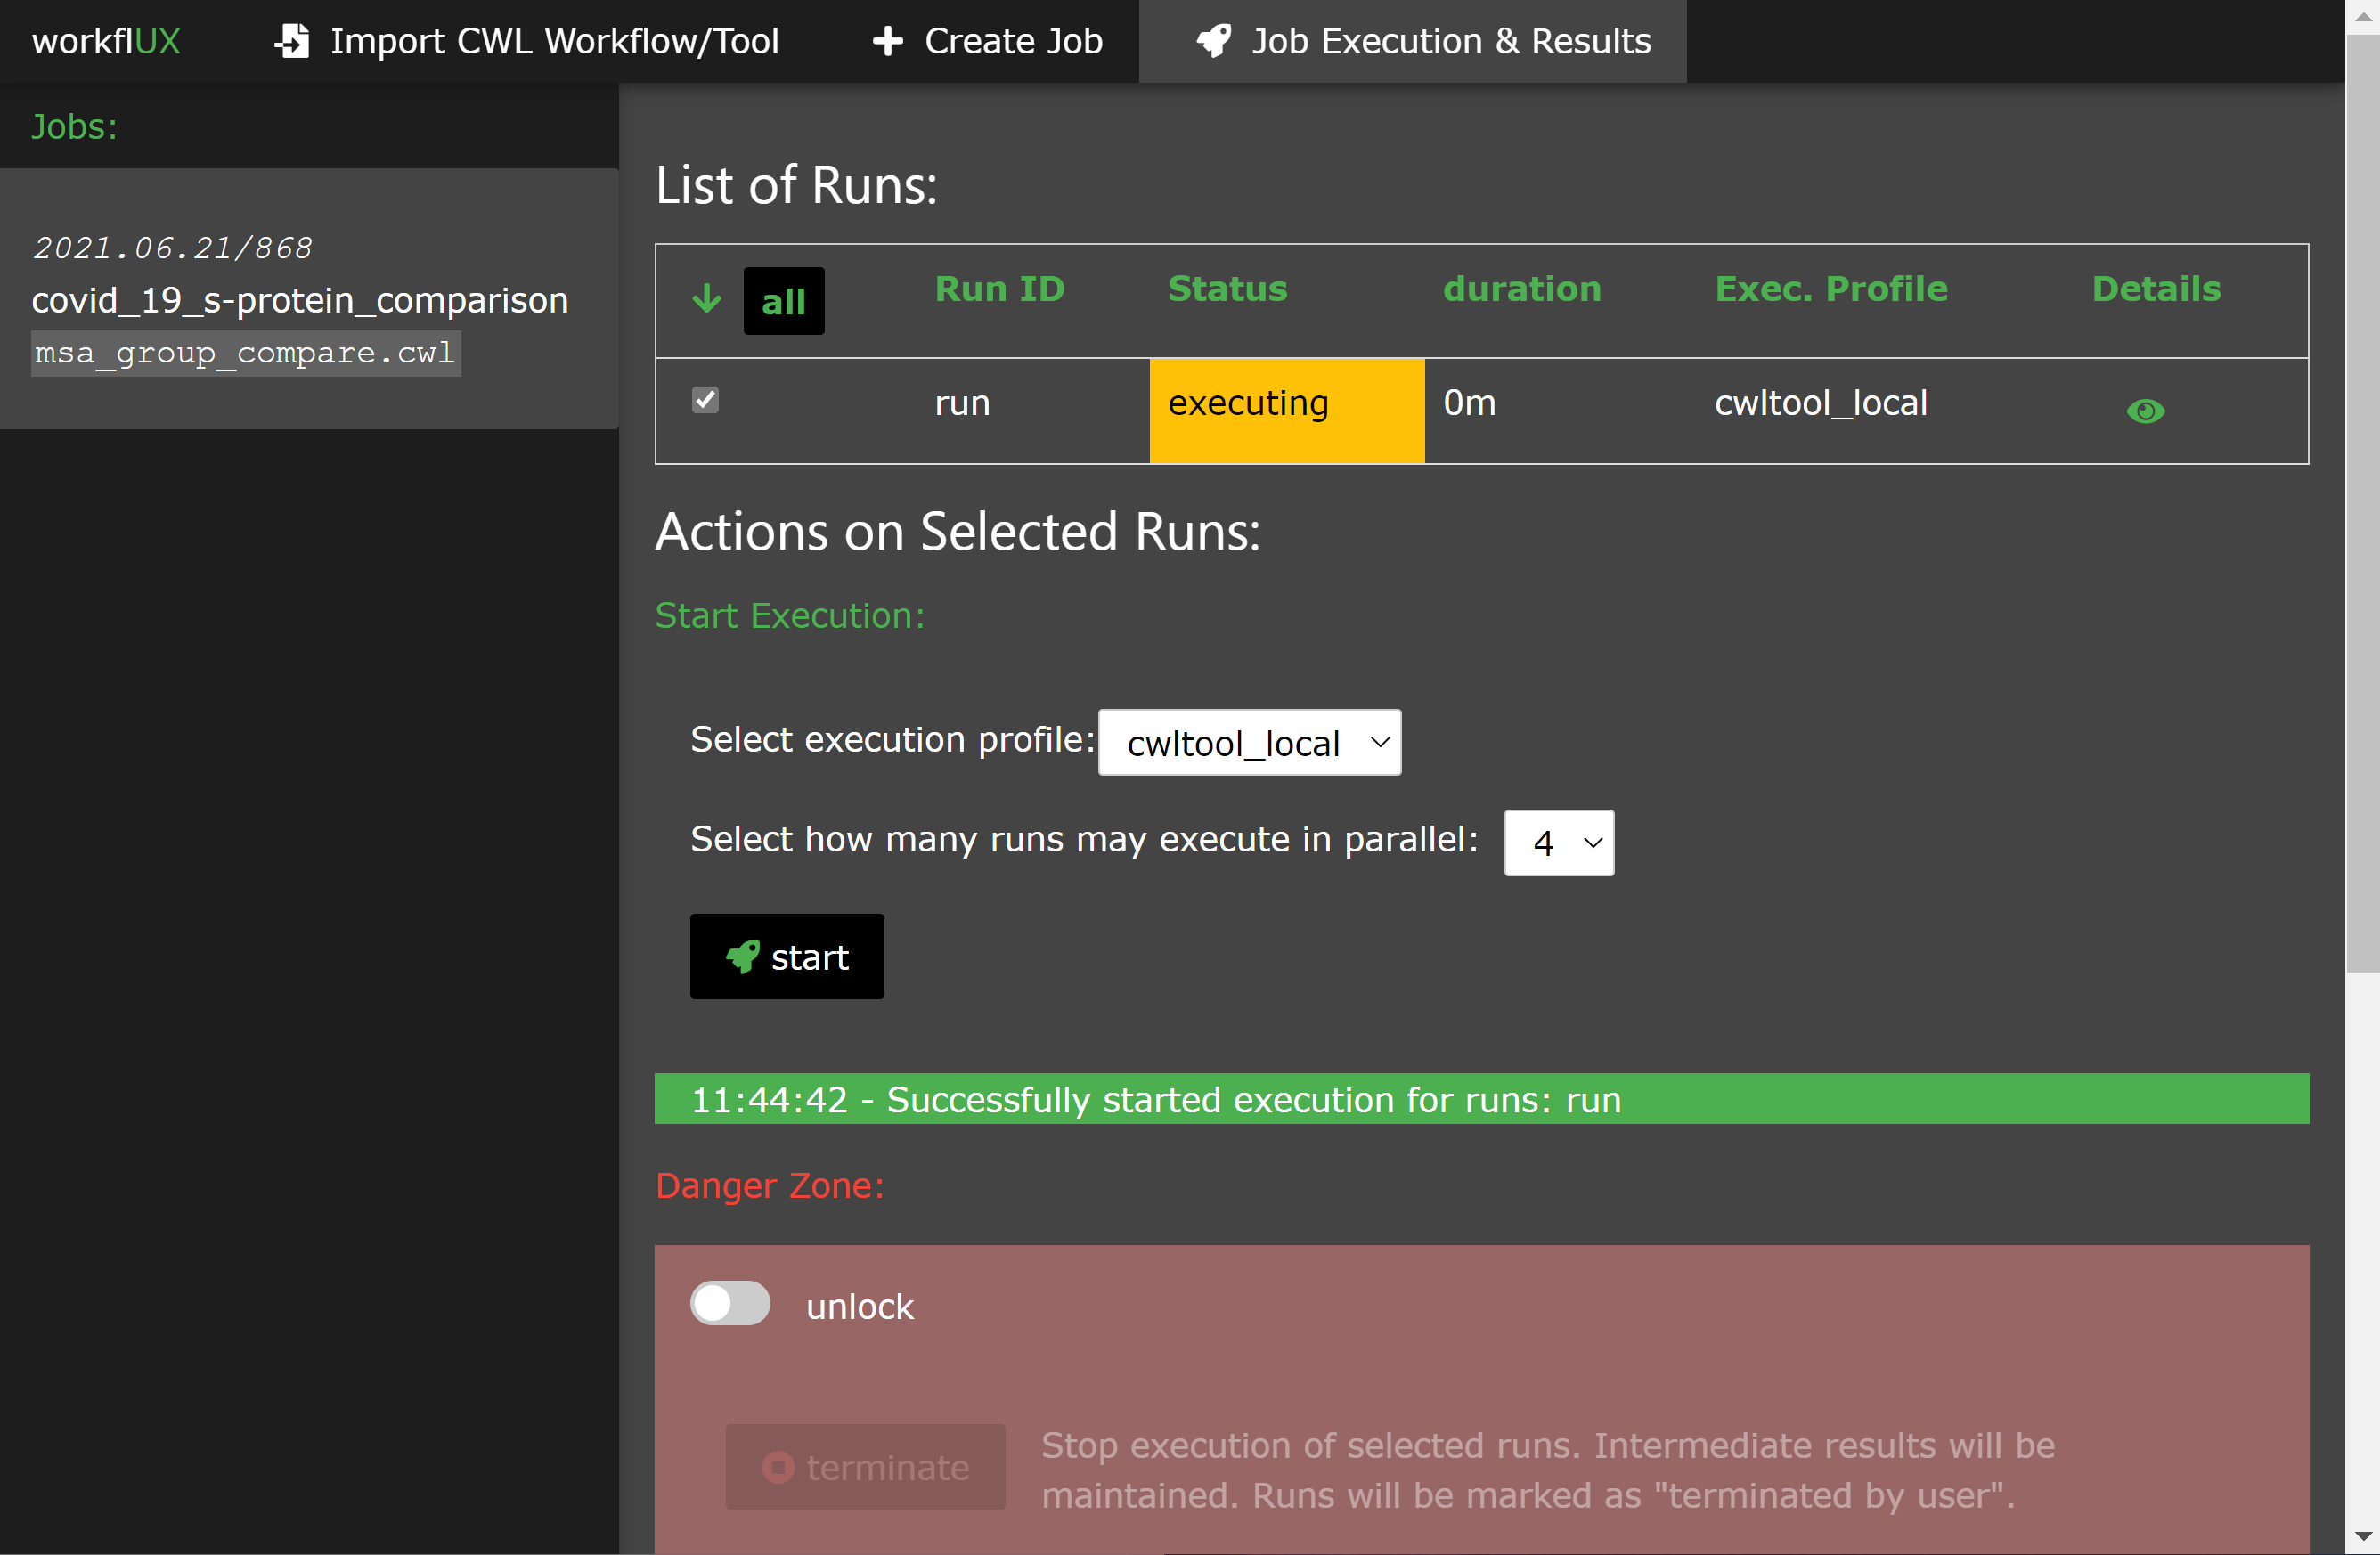 workflUX Import CWL Workflow/Tool Create Job Job Execution & Results
Jobs:
2021.06.21/868
covid_19_s-protein_comparison
msa_group_compare.cwl
List of Runs:
all Run ID Status duration Exec. Profile Details
run executing 0m cwltool_local
Actions on Selected Runs:
Start Execution:
Select execution profile: cwltool_local
Select how many runs may execute in parallel: 4
start
11:44:42 - Successfully started execution for runs: run
Danger Zone:
unlock
terminate
Stop execution of selected runs. Intermediate results will be
maintained. Runs will be marked as "terminated by user".